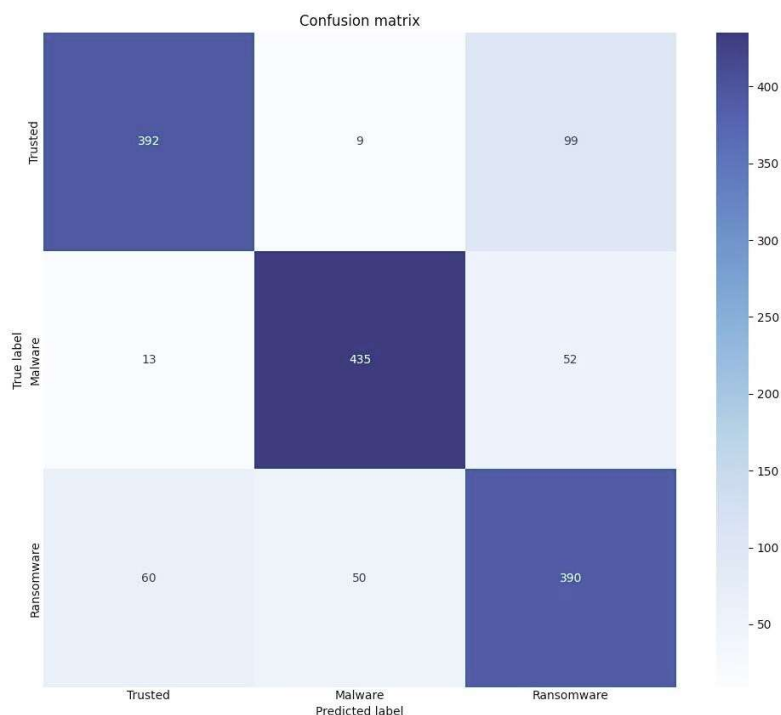 Confusion matrix
Trusted
392 9 99
400
350
300
250
200
150
100
50
True label
Malware
13 435 52
Ransomware
60 50 390
Trusted Malware Ransomware
Predicted label